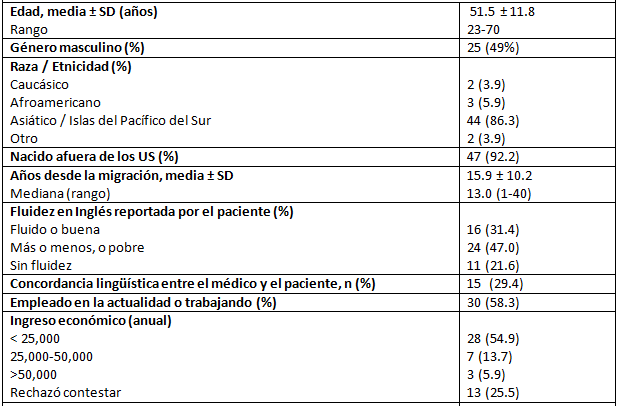 Edad, media ± SD (años) 51.5 ± 11.8
Rango 23-70
Género masculino (%) 25 (49%)
Raza / Etnicidad (%)
Caucásico 2 (3.9)
Afroamericano 3 (5.9)
Asiático / Islas del Pacífico del Sur 44 (86.3)
Otro 2 (3.9)
Nacido afuera de los US (%) 47 (92.2)
Años desde la migración, media ± SD 15.9 ± 10.2
Mediana (rango) 13.0 (1-40)
Fluidez en Inglés reportada por el paciente (%)
Fluido o buena 16 (31.4)
Más o menos, o pobre 24 (47.0)
Sin fluidez 11 (21.6)
Concordancia lingüística entre el médico y el paciente, n (%) 15 (29.4)
Empleado en la actualidad o trabajando (%) 30 (58.3)
Ingreso económico (anual)
< 25,000 28 (54.9)
25,000-50,000 7 (13.7)
>50,000 3 (5.9)
Rechazó contestar 13 (25.5)